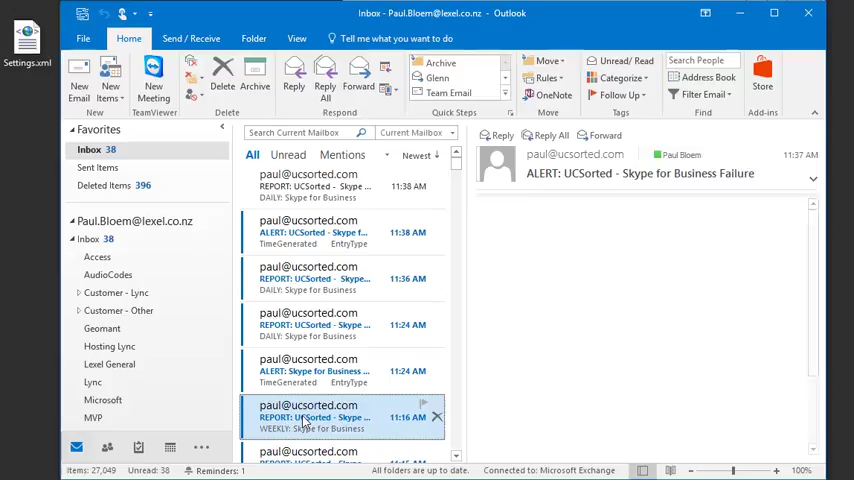 Inbox - Paul.Bloem@lexel.co.nz - Outlook
Settings.xml
File Home Send / Receive Folder View Tell me what you want to do
New Email
New Items
New Meeting
Delete Archive
Reply
Reply All
Forward
Archive
Glenn
Team Email
Move
Rules
OneNote
Unread/ Read
Categorize
Follow Up
Search People
Address Book
Filter Email
Store
New TeamViewer Delete Respond Quick Steps Move Tags Find Add-ins
Favorites
Inbox 38
Sent Items
Deleted Items 396
Paul.Bloem@lexel.co.nz
Inbox 38
Access
AudioCodes
Customer - Lync
Customer - Other
Geomant
Hosting Lync
Lexel General
Lync
Microsoft
MVP
Search Current Mailbox Current Mailbox
All Unread Mentions Newest
paul@ucsorted.com
REPORT: UCSorted - Skype ... 11:38 AM
DAILY: Skype for Business
paul@ucsorted.com
ALERT: UCSorted - Skype f... 11:38 AM
TimeGenerated EntryType
paul@ucsorted.com
REPORT: UCSorted - Skype... 11:36 AM
DAILY: Skype for Business
paul@ucsorted.com
REPORT: UCSorted - Skype ... 11:24 AM
DAILY: Skype for Business
paul@ucsorted.com
ALERT: Skype for Business ... 11:24 AM
TimeGenerated EntryType
paul@ucsorted.com
REPORT: UCSorted - Skype ... 11:16 AM
WEEKLY: Skype for Business
paul@ucsorted.com
REPORT: UCSorted - Skype
Reply Reply All Forward
paul@ucsorted.com Paul Bloem 11:37 AM
ALERT: UCSorted - Skype for Business Failure
Items: 27,049 Unread: 38 Reminders: 1 All folders are up to date. Connected to: Microsoft Exchange 100%